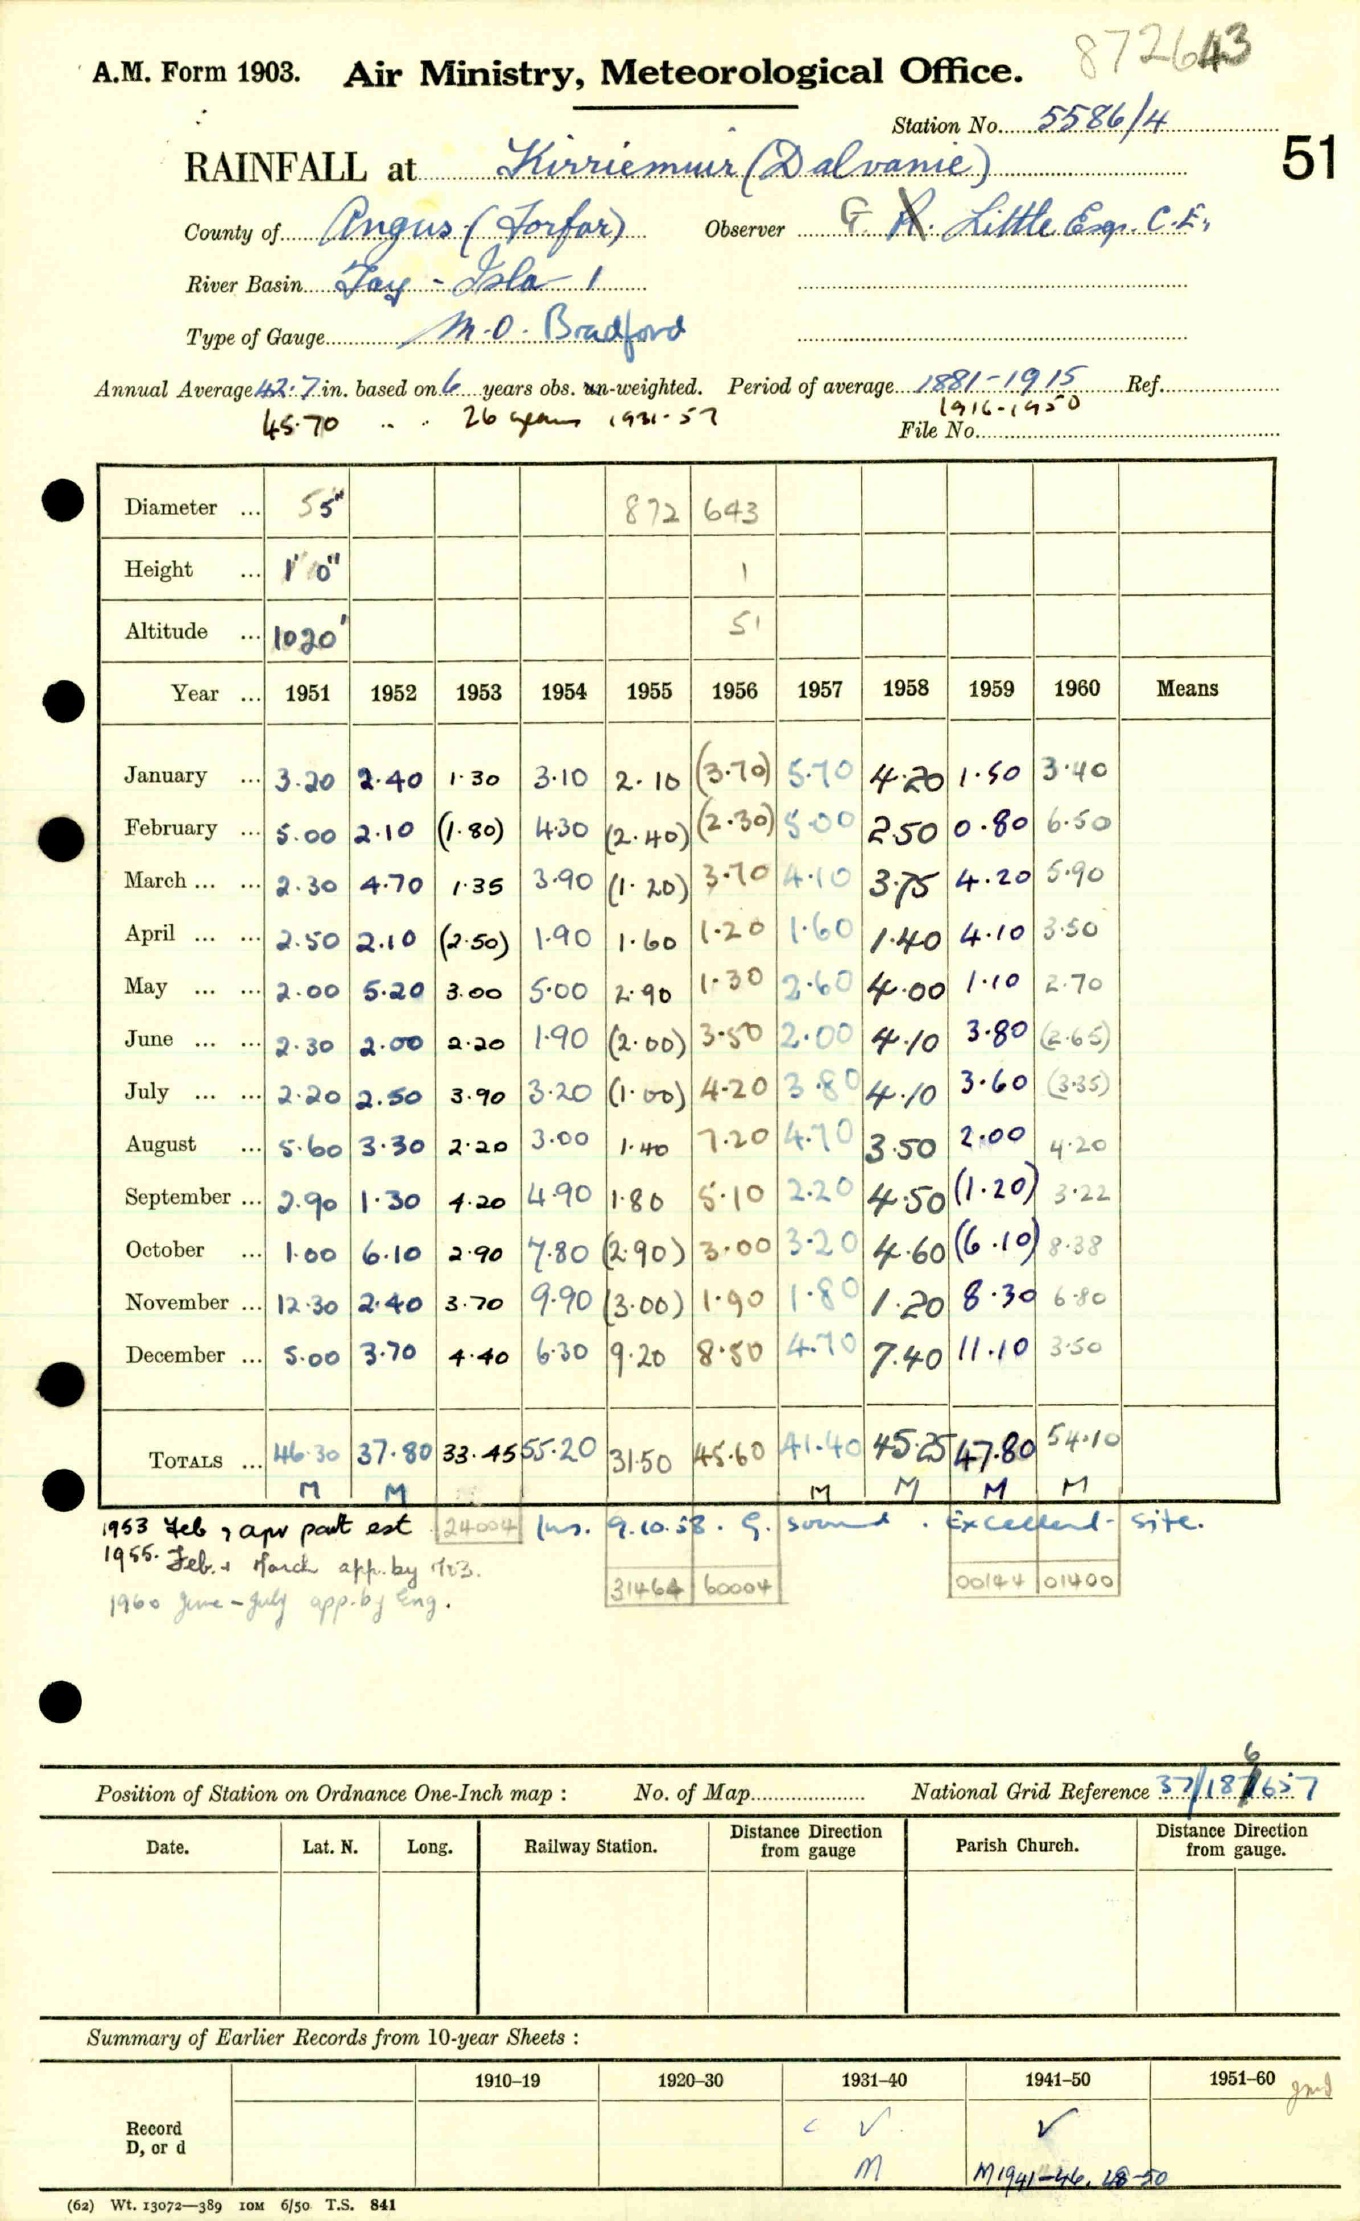 872643
A.M. Form 1903. Air Ministry, Meteorological Office.
Station No. 5586/4
51
RAINFALL at Kirriemuir (Dalvanie)
County of Angus (Forfar) Observer G. R. Little Esq. C.E.
River Basin Tay - Isla 1
Type of Gauge M.O. Bradford
Annual Average 42.7 in. based on 6 years obs. un-weighted. Period of average 1881-1915 Ref.
45.70 " " 26 years 1931-57 1916-1950
File No.
Diameter ... 5" 872 643
Height ... 1' 0" 1
Altitude ... 1020' 51
Year ... 1951 1952 1953 1954 1955 1956 1957 1958 1959 1960 Means
January ... 3.20 2.40 1.30 3.10 2.10 (3.70) 5.70 4.20 1.50 3.40
February ... 5.00 2.10 (1.80) 4.30 (2.40) (2.30) 5.00 2.50 0.80 6.50
March ... ... 2.30 4.70 1.35 3.90 (1.20) 3.70 4.10 3.75 4.20 5.90
April ... ... 2.50 2.10 (2.50) 1.90 1.60 1.20 1.60 1.40 4.10 3.50
May ... ... 2.00 5.20 3.00 5.00 2.90 1.30 2.60 4.00 1.10 2.70
June ... ... 2.30 2.00 2.20 1.90 (2.00) 3.50 2.00 4.10 3.80 (2.65)
July ... ... 2.20 2.50 3.90 3.20 (1.00) 4.20 3.80 4.10 3.60 (3.35)
August ... 5.60 3.30 2.20 3.00 1.40 7.20 4.70 3.50 2.00 4.20
September ... 2.90 1.30 4.20 4.90 1.80 5.10 2.20 4.50 (1.20) 3.22
October ... 1.00 6.10 2.90 7.80 (2.90) 3.00 3.20 4.60 (6.10) 8.38
November ... 12.30 2.40 3.70 9.90 (3.00) 1.90 1.80 1.20 8.30 6.80
December ... 5.00 3.70 4.40 6.30 9.20 8.50 4.70 7.40 11.10 3.50
TOTALS ... 46.30 37.80 33.45 55.20 31.50 45.60 41.40 45.25 47.80 54.10
M M M M M M
1953 Feb & apr part est 24004 Ins. 9.10.58. G. sound. Excellent site.
1955. Feb. + March app. by
31464 60004 00144 01400
1960 June - July app. by Eng.
Position of Station on Ordnance One-Inch map : No. of Map National Grid Reference 37/18 6 657
Date. Lat. N. Long. Railway Station. Distance Direction from gauge Parish Church. Distance Direction from gauge.
Summary of Earlier Records from 10-year Sheets :
1910–19 1920–30 1931–40 1941–50 1951–60
Record
D, or d
M M 1941-46, 48-50
(62) Wt. 13072—389 10M 6/50 T.S. 841